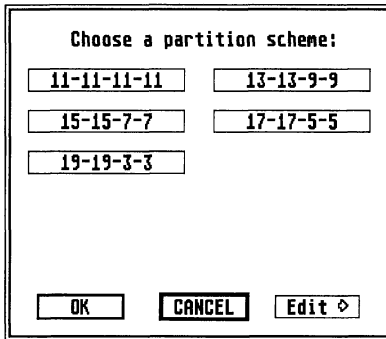 Choose a partition scheme:
11-11-11-11 13-13-9-9
15-15-7-7 17-17-5-5
19-19-3-3
OK CANCEL Edit ⇨